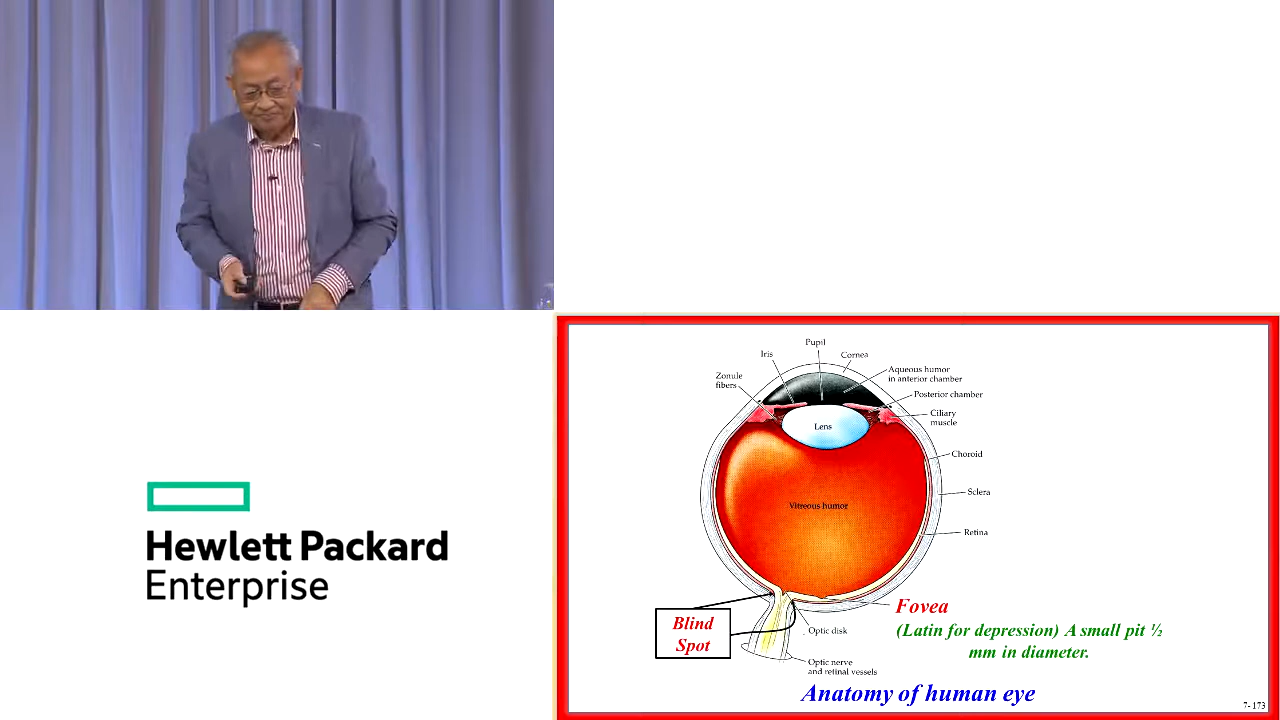 Hewlett Packard
Enterprise
Pupil
Iris
Cornea
Zonule
fibers
Aqueous humor
in anterior chamber
Posterior chamber
Lens
Ciliary
muscle
Choroid
Sclera
Vitreous humor
Retina
Blind
Spot
Fovea
(Latin for depression) A small pit ½
mm in diameter.
Optic disk
Optic nerve
and retinal vessels
Anatomy of human eye
7- 173